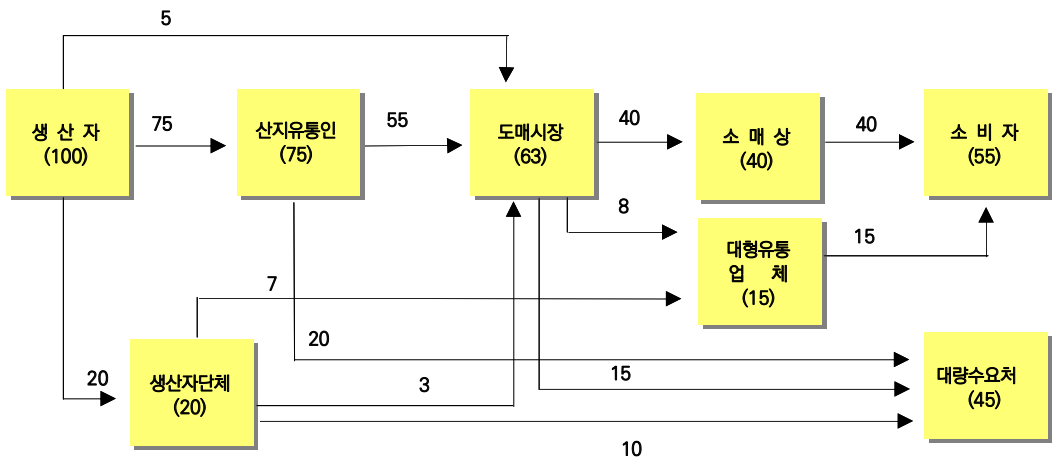 5
생 산 자
(100)
75
산지유통인
(75)
55
도매시장
(63)
40
소 매 상
(40)
40
소 비 자
(55)
8
대형유통
업 체
(15)
15
7
20
생산자단체
(20)
20
3
15
10
대량수요처
(45)